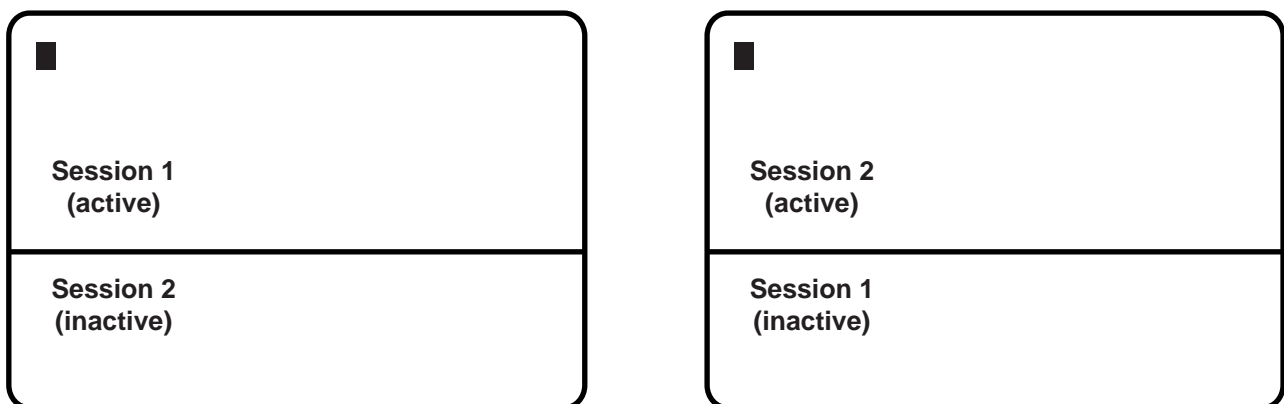 Session 1
(active)
Session 2
(inactive)
Session 2
(active)
Session 1
(inactive)